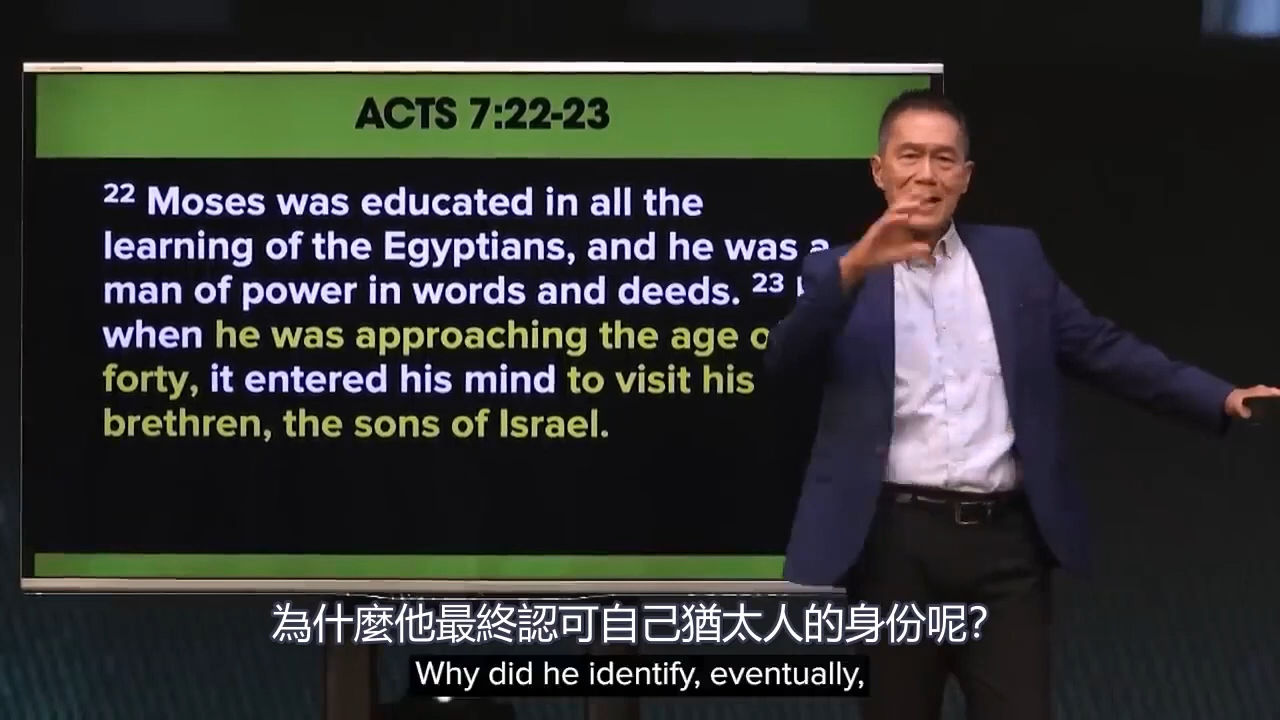 ACTS 7:22-23
22 Moses was educated in all the
learning of the Egyptians, and he was a
man of power in words and deeds. 23
when he was approaching the age
forty, it entered his mind to visit his
brethren, the sons of Israel.
為什麼他最終認可自己猶太人的身份呢?
Why did he identify, eventually,